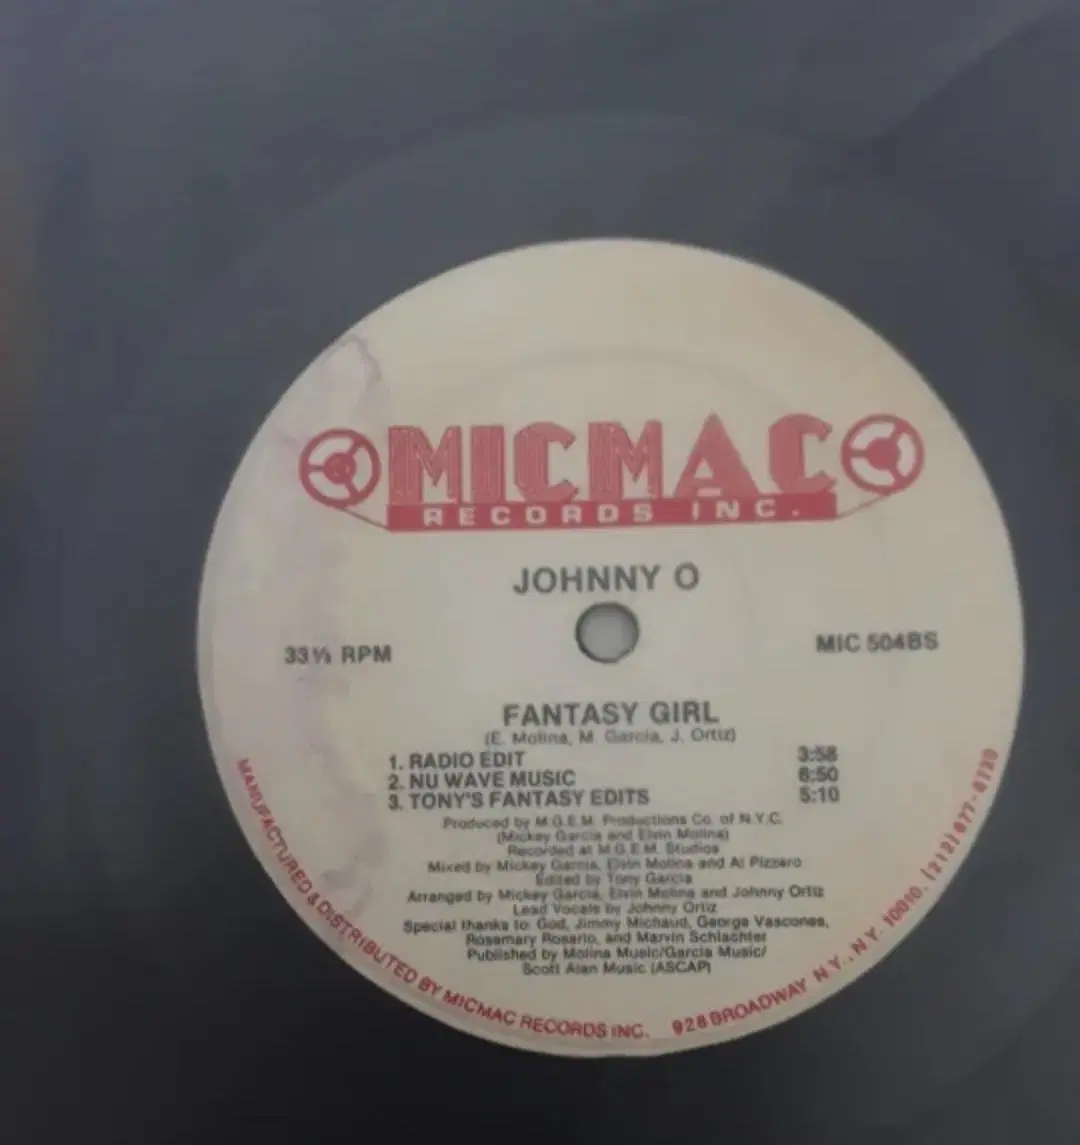 MICMAC
RECORDS INC.
JOHNNY O
33⅓ RPM
MIC 504BS
FANTASY GIRL
(E. Molina, M. Garcia, J. Ortiz)
1. RADIO EDIT 3:58
2. NU WAVE MUSIC 6:50
3. TONY'S FANTASY EDITS 5:10
Produced by M.G.E.M. Productions Co. of N.Y.C.
(Mickey Garcia and Elvin Molina)
Recorded at M.G.E.M. Studios
Mixed by Mickey Garcia, Elvin Molina and Al Pizzaro
Edited by Tony Garcia
Arranged by Mickey Garcia, Elvin Molina and Johnny Ortiz
Lead Vocals by Johnny Ortiz
Special thanks to: God, Jimmy Michaud, George Vascones,
Rosemary Rosario, and Marvin Schlachter
Published by Molina Music/Garcia Music/
Scott Alan Music (ASCAP)
MANUFACTURED & DISTRIBUTED BY MICMAC RECORDS INC. 928 BROADWAY N.Y., N.Y. 10010. (212)